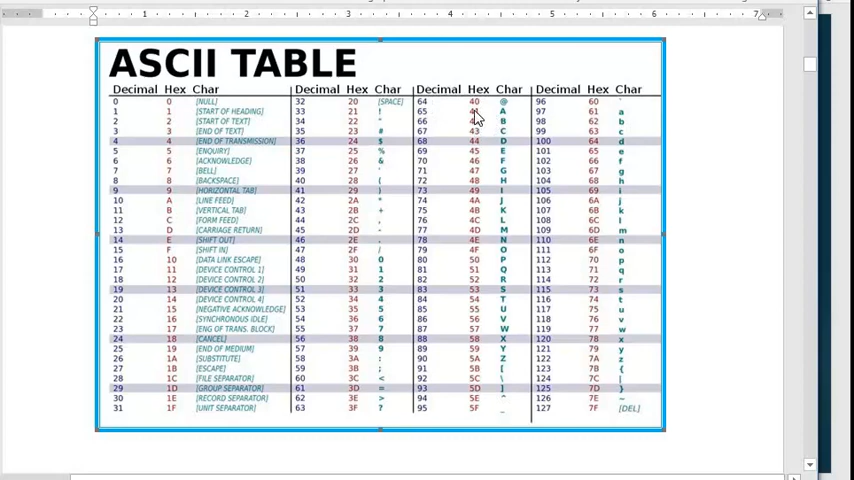 1 2 3 4 5 6 7
ASCII TABLE
Decimal Hex Char Decimal Hex Char Decimal Hex Char Decimal Hex Char
0 0 [NULL] 32 20 [SPACE] 64 40 @ 96 60 `
1 1 [START OF HEADING] 33 21 ! 65 A 97 61 a
2 2 [START OF TEXT] 34 22 " 66 B 98 62 b
3 3 [END OF TEXT] 35 23 # 67 43 C 99 63 c
4 4 [END OF TRANSMISSION] 36 24 $ 68 44 D 100 64 d
5 5 [ENQUIRY] 37 25 % 69 45 E 101 65 e
6 6 [ACKNOWLEDGE] 38 26 & 70 46 F 102 66 f
7 7 [BELL] 39 27 ' 71 47 G 103 67 g
8 8 [BACKSPACE] 40 28 ( 72 48 H 104 68 h
9 9 [HORIZONTAL TAB] 41 29 ) 73 49 I 105 69 i
10 A [LINE FEED] 42 2A * 74 4A J 106 6A j
11 B [VERTICAL TAB] 43 2B + 75 4B K 107 6B k
12 C [FORM FEED] 44 2C , 76 4C L 108 6C l
13 D [CARRIAGE RETURN] 45 2D - 77 4D M 109 6D m
14 E [SHIFT OUT] 46 2E . 78 4E N 110 6E n
15 F [SHIFT IN] 47 2F / 79 4F O 111 6F o
16 10 [DATA LINK ESCAPE] 48 30 0 80 50 P 112 70 p
17 11 [DEVICE CONTROL 1] 49 31 1 81 51 Q 113 71 q
18 12 [DEVICE CONTROL 2] 50 32 2 82 52 R 114 72 r
19 13 [DEVICE CONTROL 3] 51 33 3 83 53 S 115 73 s
20 14 [DEVICE CONTROL 4] 52 34 4 84 54 T 116 74 t
21 15 [NEGATIVE ACKNOWLEDGE] 53 35 5 85 55 U 117 75 u
22 16 [SYNCHRONOUS IDLE] 54 36 6 86 56 V 118 76 v
23 17 [ENG OF TRANS. BLOCK] 55 37 7 87 57 W 119 77 w
24 18 [CANCEL] 56 38 8 88 58 X 120 78 x
25 19 [END OF MEDIUM] 57 39 9 89 59 Y 121 79 y
26 1A [SUBSTITUTE] 58 3A : 90 5A Z 122 7A z
27 1B [ESCAPE] 59 3B ; 91 5B [ 123 7B {
28 1C [FILE SEPARATOR] 60 3C < 92 5C \ 124 7C |
29 1D [GROUP SEPARATOR] 61 3D = 93 5D ] 125 7D }
30 1E [RECORD SEPARATOR] 62 3E > 94 5E ^ 126 7E ~
31 1F [UNIT SEPARATOR] 63 3F ? 95 5F _ 127 7F [DEL]